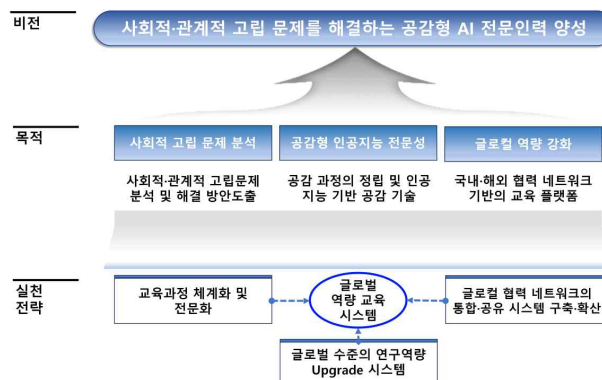 비전
사회적·관계적 고립 문제를 해결하는 공감형 AI 전문인력 양성
목적
사회적 고립 문제 분석
공감형 인공지능 전문성
글로컬 역량 강화
사회적·관계적 고립문제
분석 및 해결 방안도출
공감 과정의 정립 및 인공
지능 기반 공감 기술
국내·해외 협력 네트워크
기반의 교육 플랫폼
실천
전략
교육과정 체계화 및
전문화
글로벌
역량 교육
시스템
글로컬 협력 네트워크의
통합·공유 시스템 구축·확산
글로벌 수준의 연구역량
Upgrade 시스템